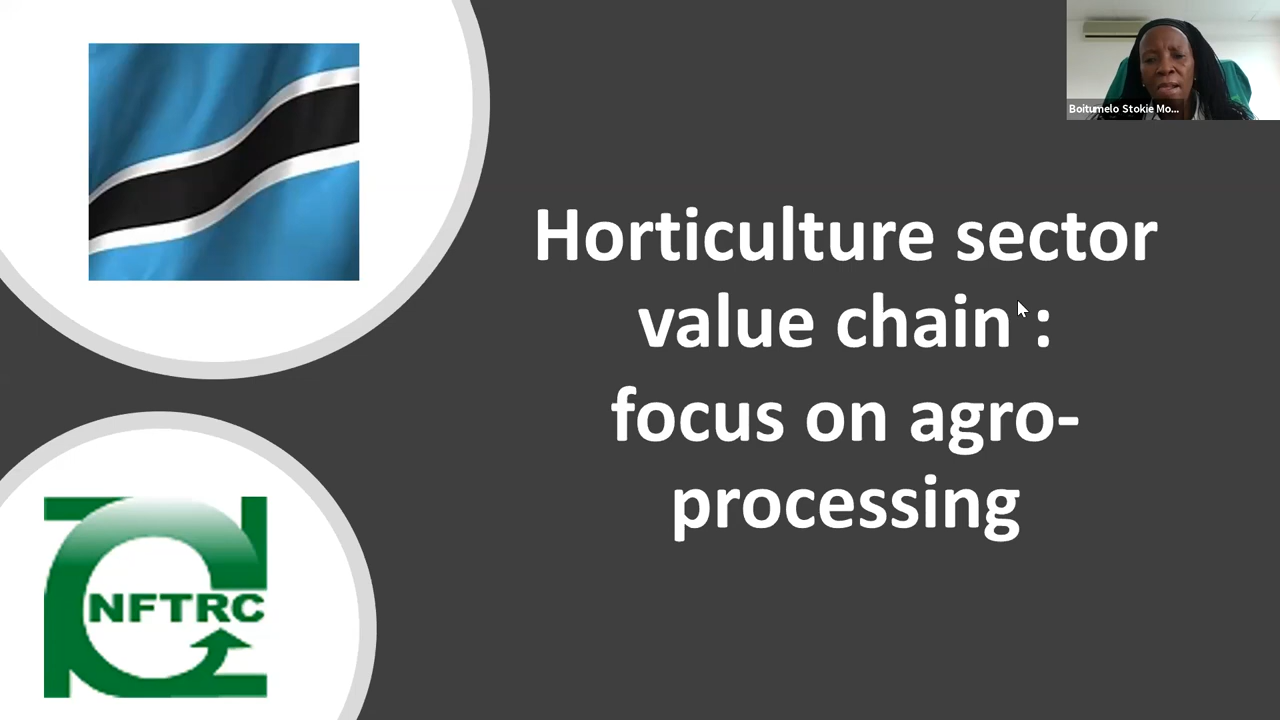 Boitumelo Stokie Mo...
Horticulture sector
value chain :
focus on agro-
processing
NFTRC